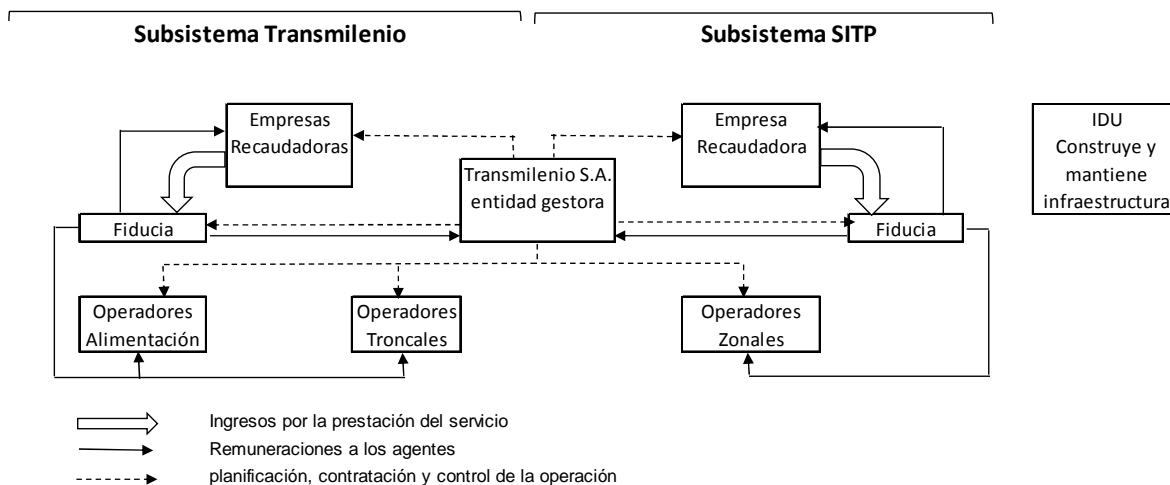 Subsistema Transmilenio
Subsistema SITP
Empresas
Recaudadoras
Empresa
Recaudadora
IDU
Construye y
mantiene
infraestructura
Transmilenio S.A.
entidad gestora
Fiducia
Fiducia
Operadores
Alimentación
Operadores
Troncales
Operadores
Zonales
Ingresos por la prestación del servicio
Remuneraciones a los agentes
planificación, contratación y control de la operación